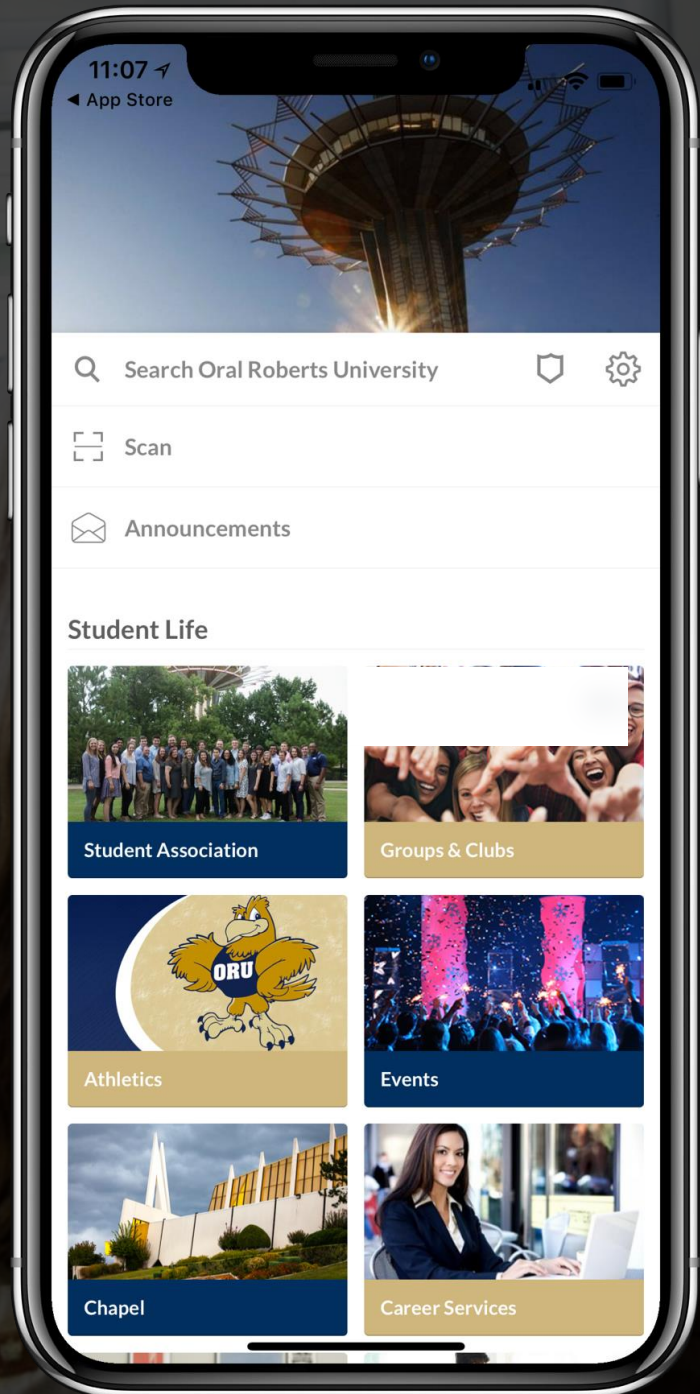 11:07
◀ App Store
Search Oral Roberts University
Scan
Announcements
Student Life
Student Association
Groups & Clubs
ORU
Athletics
Events
Chapel
Career Services